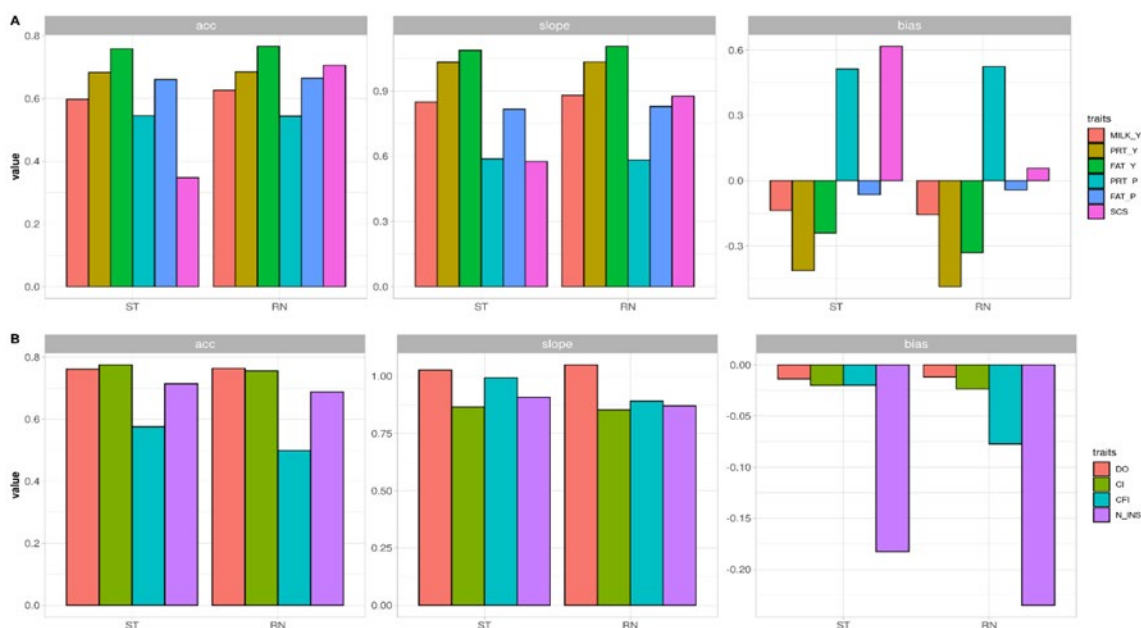 A
acc
slope
bias
value
0.8
0.6
0.4
0.2
0.0
0.9
0.6
0.3
0.0
0.6
0.3
0.0
-0.3
ST
RN
ST
RN
ST
RN
traits
MILK_Y
PRT_Y
FAT_Y
PRT_P
FAT_P
SCS
B
acc
slope
bias
value
0.8
0.6
0.4
0.2
0.0
1.00
0.75
0.50
0.25
0.00
0.00
-0.05
-0.10
-0.15
-0.20
ST
RN
ST
RN
ST
RN
traits
DO
CI
CFI
N_INS